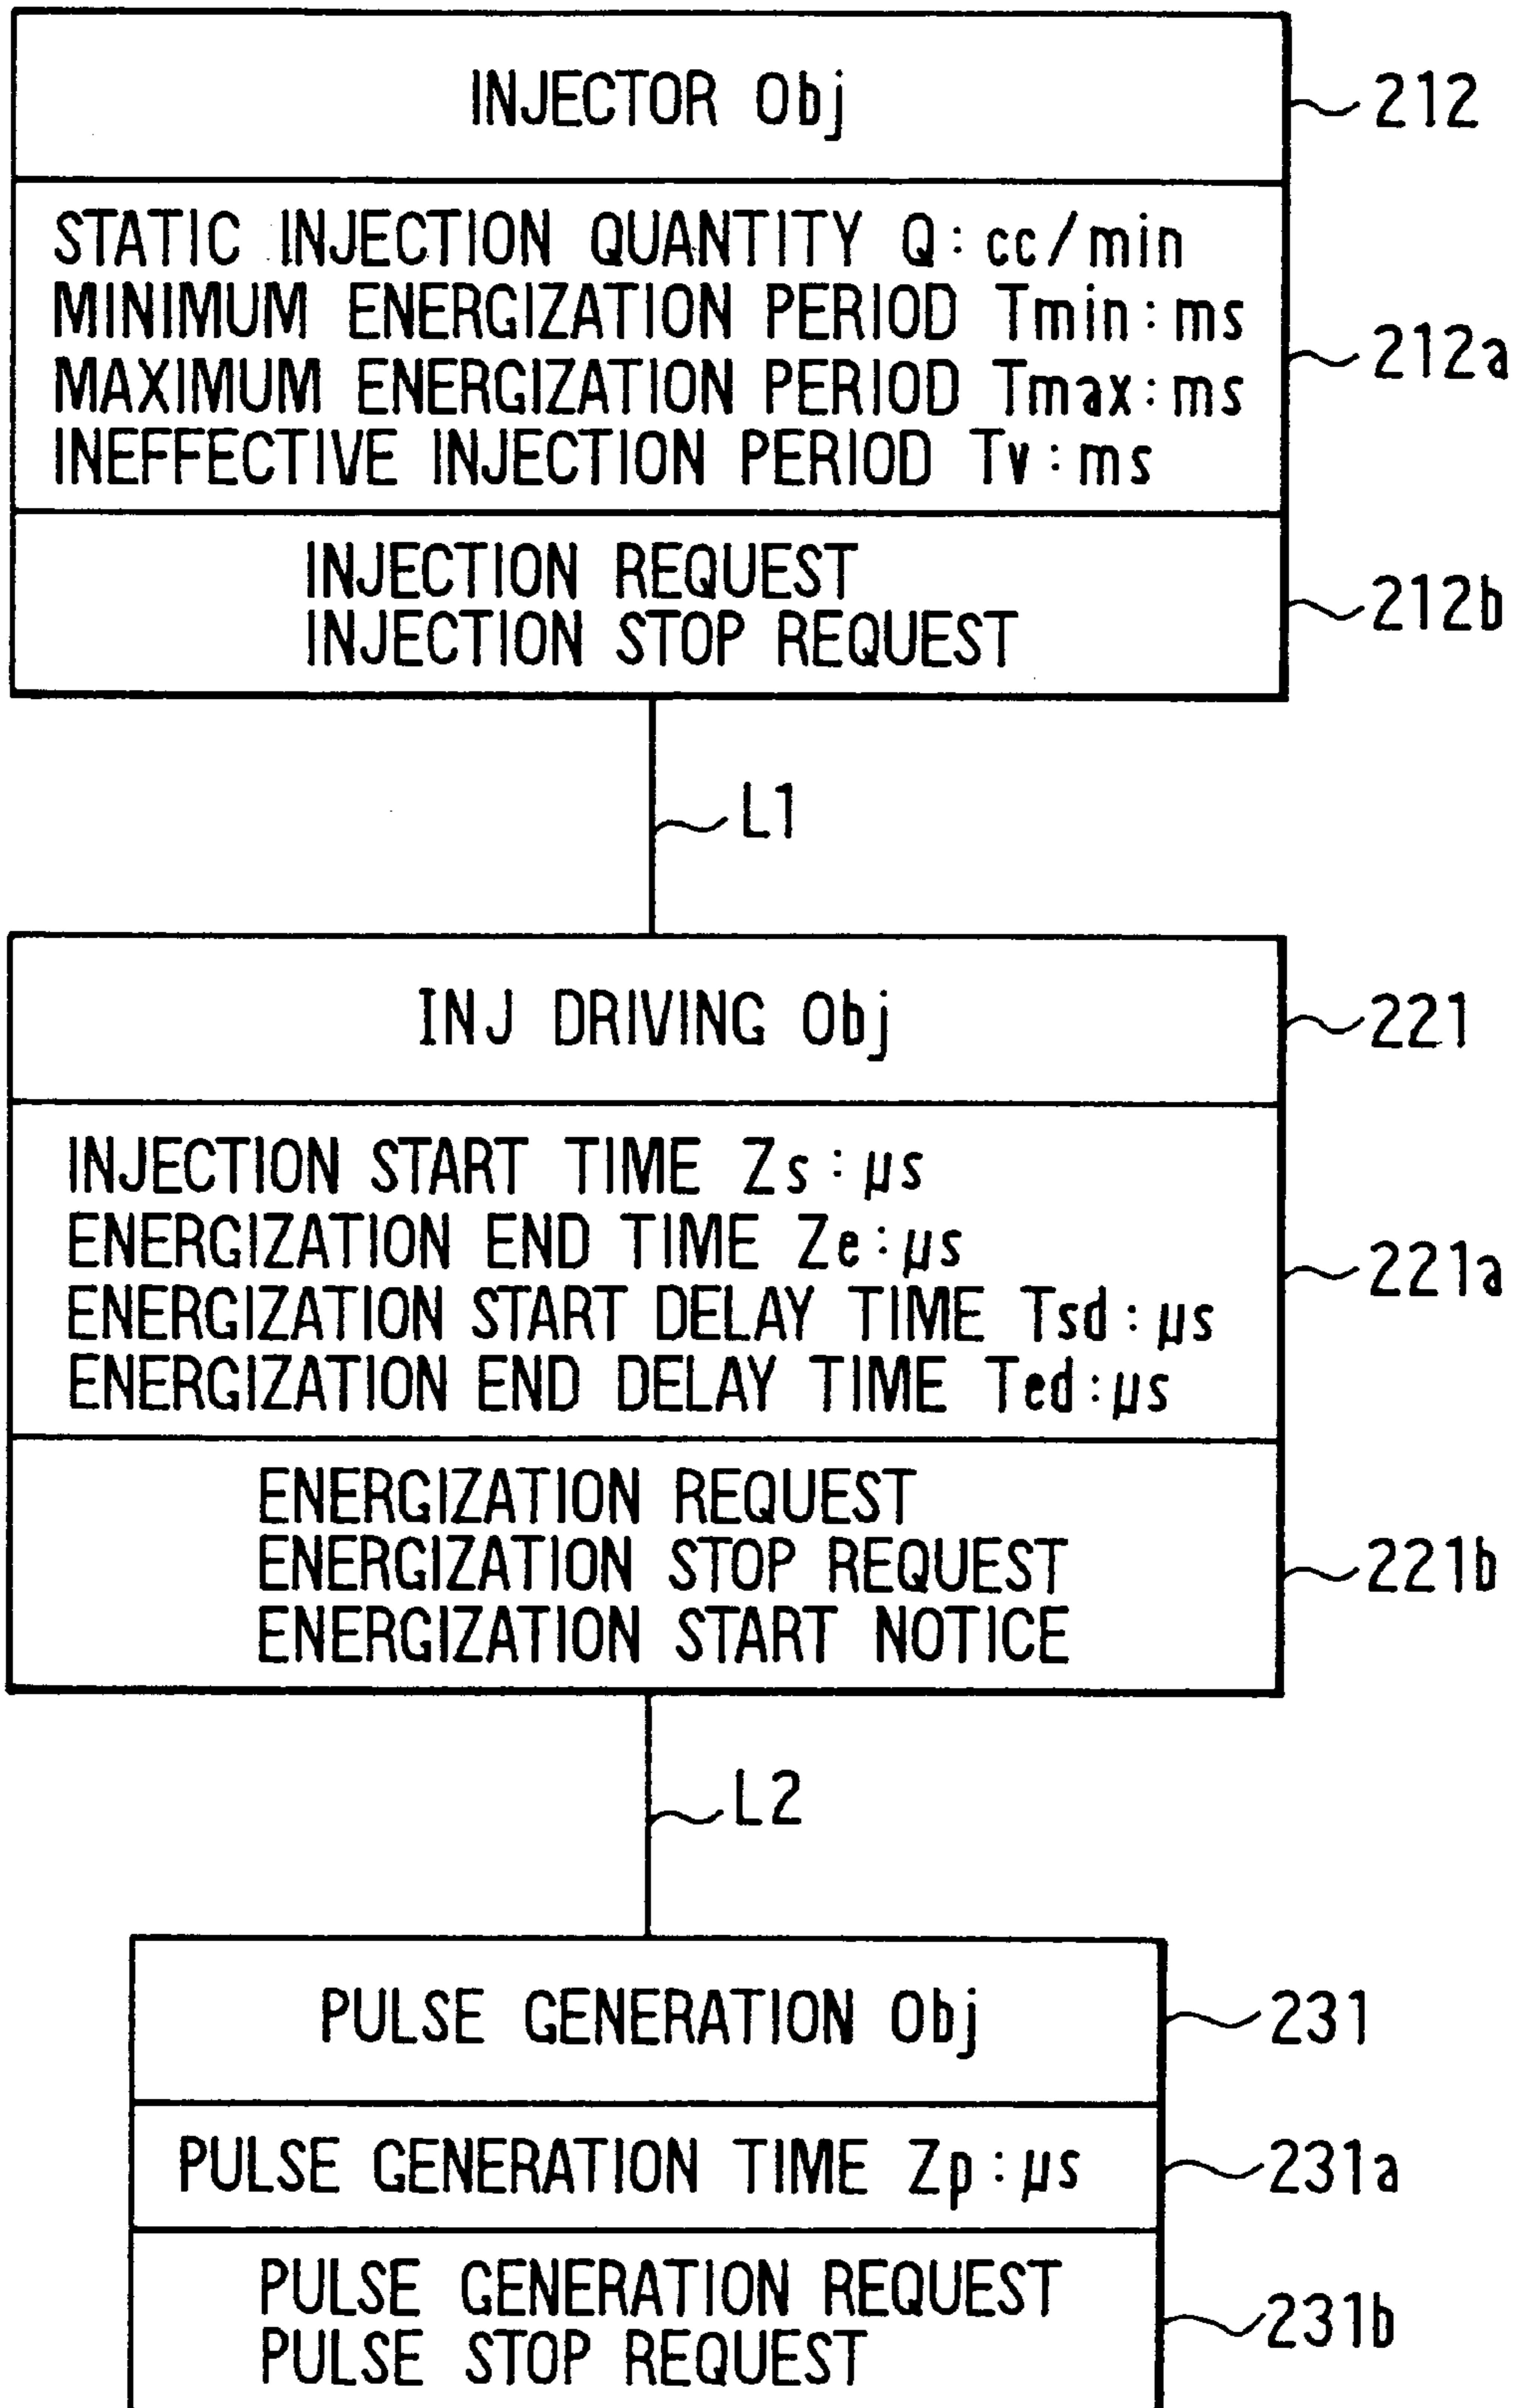 INJECTOR Obj
212
STATIC INJECTION QUANTITY Q: cc/min
MINIMUM ENERGIZATION PERIOD Tmin: ms
MAXIMUM ENERGIZATION PERIOD Tmax: ms
INEFFECTIVE INJECTION PERIOD Tv: ms
212a
INJECTION REQUEST
INJECTION STOP REQUEST
212b
L1
INJ DRIVING Obj
221
INJECTION START TIME Zs: µs
ENERGIZATION END TIME Ze: µs
ENERGIZATION START DELAY TIME Tsd: µs
ENERGIZATION END DELAY TIME Ted: µs
221a
ENERGIZATION REQUEST
ENERGIZATION STOP REQUEST
ENERGIZATION START NOTICE
221b
L2
PULSE GENERATION Obj
231
PULSE GENERATION TIME Zp: µs
231a
PULSE GENERATION REQUEST
PULSE STOP REQUEST
231b